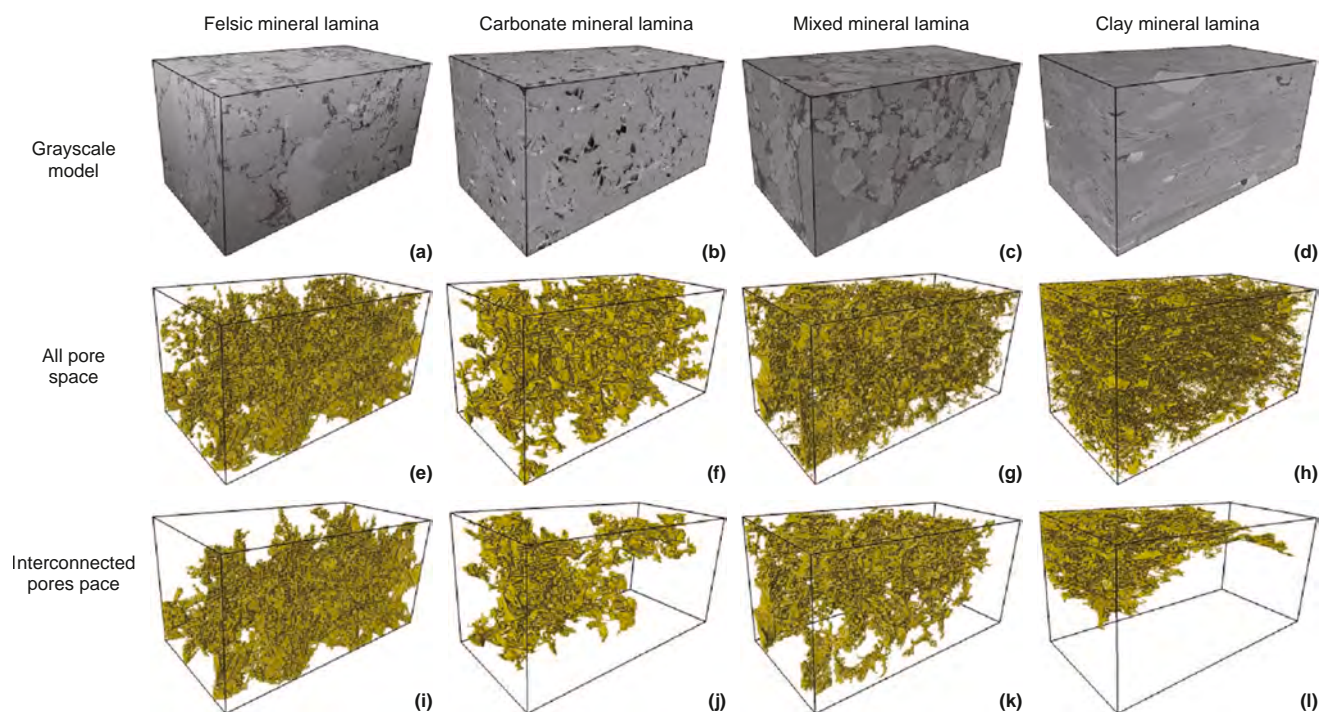 Felsic mineral lamina Carbonate mineral lamina Mixed mineral lamina Clay mineral lamina
Grayscale
model
(a) (b) (c) (d)
All pore
space
(e) (f) (g) (h)
Interconnected
pores pace
(i) (j) (k) (l)